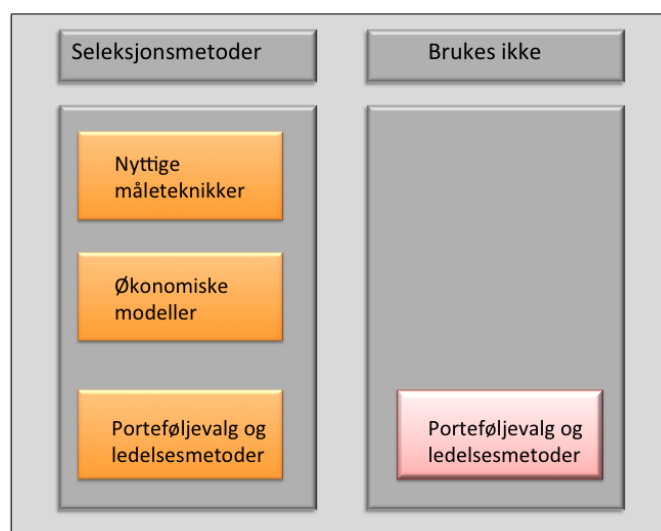 Seleksjonsmetoder
Brukes ikke
Nyttige
måleteknikker
Økonomiske
modeller
Porteføljevalg og
ledelsesmetoder
Porteføljevalg og
ledelsesmetoder